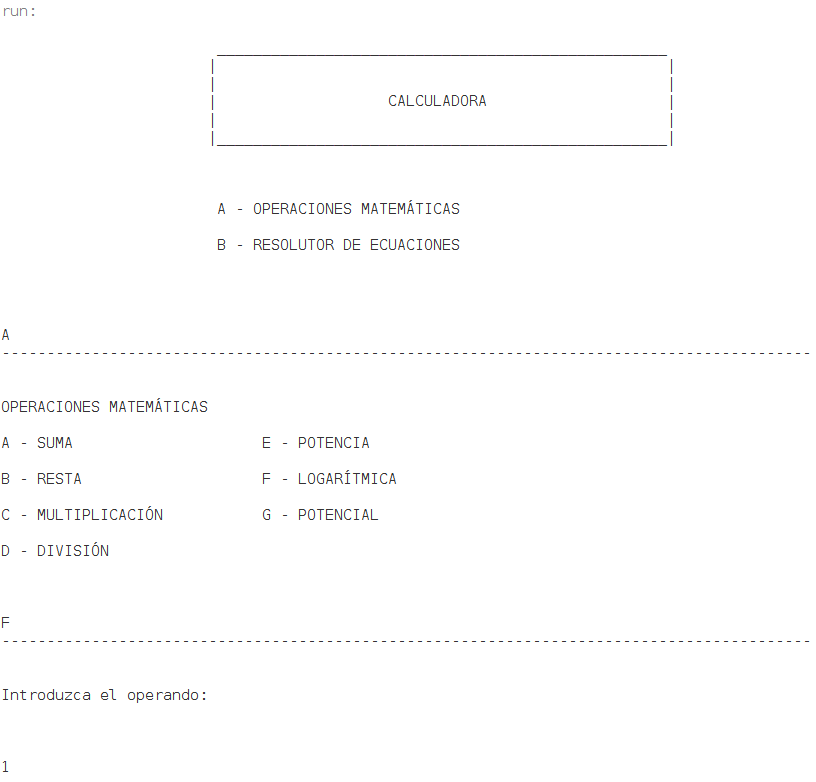 run:
CALCULADORA
A - OPERACIONES MATEMÁTICAS
B - RESOLUTOR DE ECUACIONES
A
OPERACIONES MATEMÁTICAS
A - SUMA E - POTENCIA
B - RESTA F - LOGARÍTMICA
C - MULTIPLICACIÓN G - POTENCIAL
D - DIVISIÓN
F
Introduzca el operando:
1